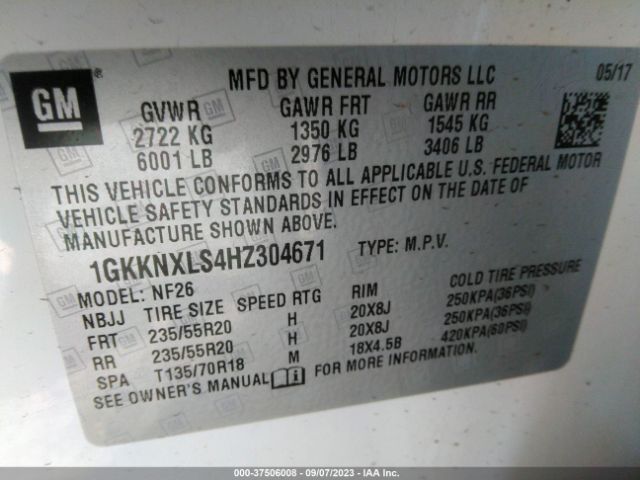 GM®
MFD BY GENERAL MOTORS LLC 05/17
GVWR GAWR FRT GAWR RR
2722 KG 1350 KG 1545 KG
6001 LB 2976 LB 3406 LB
THIS VEHICLE CONFORMS TO ALL APPLICABLE U.S. FEDERAL MOTOR
VEHICLE SAFETY STANDARDS IN EFFECT ON THE DATE OF
MANUFACTURE SHOWN ABOVE.
1GKKNXLS4HZ304671 TYPE: M.P.V.
MODEL: NF26
NBJJ TIRE SIZE SPEED RTG RIM COLD TIRE PRESSURE
FRT 235/55R20 H 20X8J 250KPA(36PSI)
RR 235/55R20 H 20X8J 250KPA(36PSI)
SPA T135/70R18 M 18X4.5B 420KPA(60PSI)
SEE OWNER'S MANUAL FOR MORE INFORMATION.
000-37506008 - 09/07/2023 - IAA Inc.